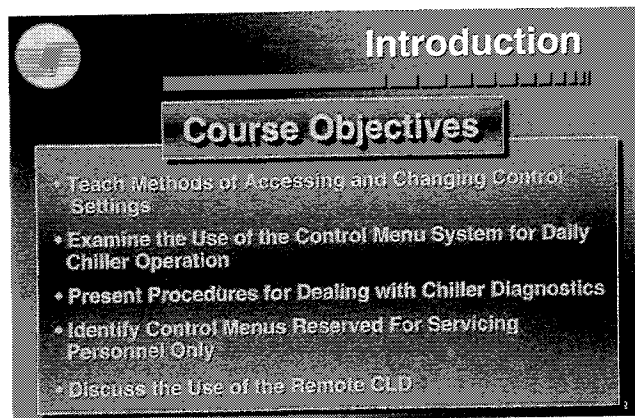 Introduction
Course Objectives
• Teach Methods of Accessing and Changing Control
Settings
• Examine the Use of the Control Menu System for Daily
Chiller Operation
• Present Procedures for Dealing with Chiller Diagnostics
• Identify Control Menus Reserved For Servicing
Personnel Only
• Discuss the Use of the Remote CLD